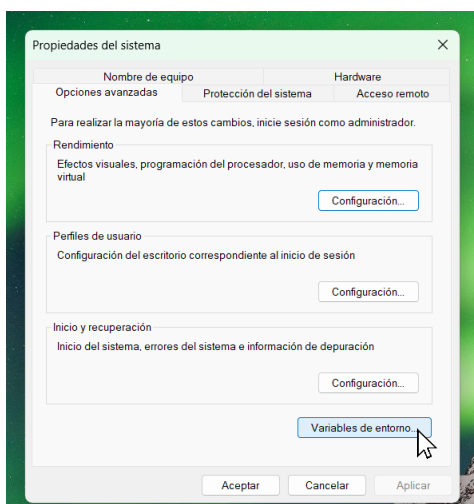 Propiedades del sistema
Nombre de equipo
Hardware
Opciones avanzadas
Protección del sistema
Acceso remoto
Para realizar la mayoría de estos cambios, inicie sesión como administrador.
Rendimiento
Efectos visuales, programación del procesador, uso de memoria y memoria
virtual
Configuración...
Perfiles de usuario
Configuración del escritorio correspondiente al inicio de sesión
Configuración...
Inicio y recuperación
Inicio del sistema, errores del sistema e información de depuración
Configuración...
Variables de entorno...
Aceptar
Cancelar
Aplicar